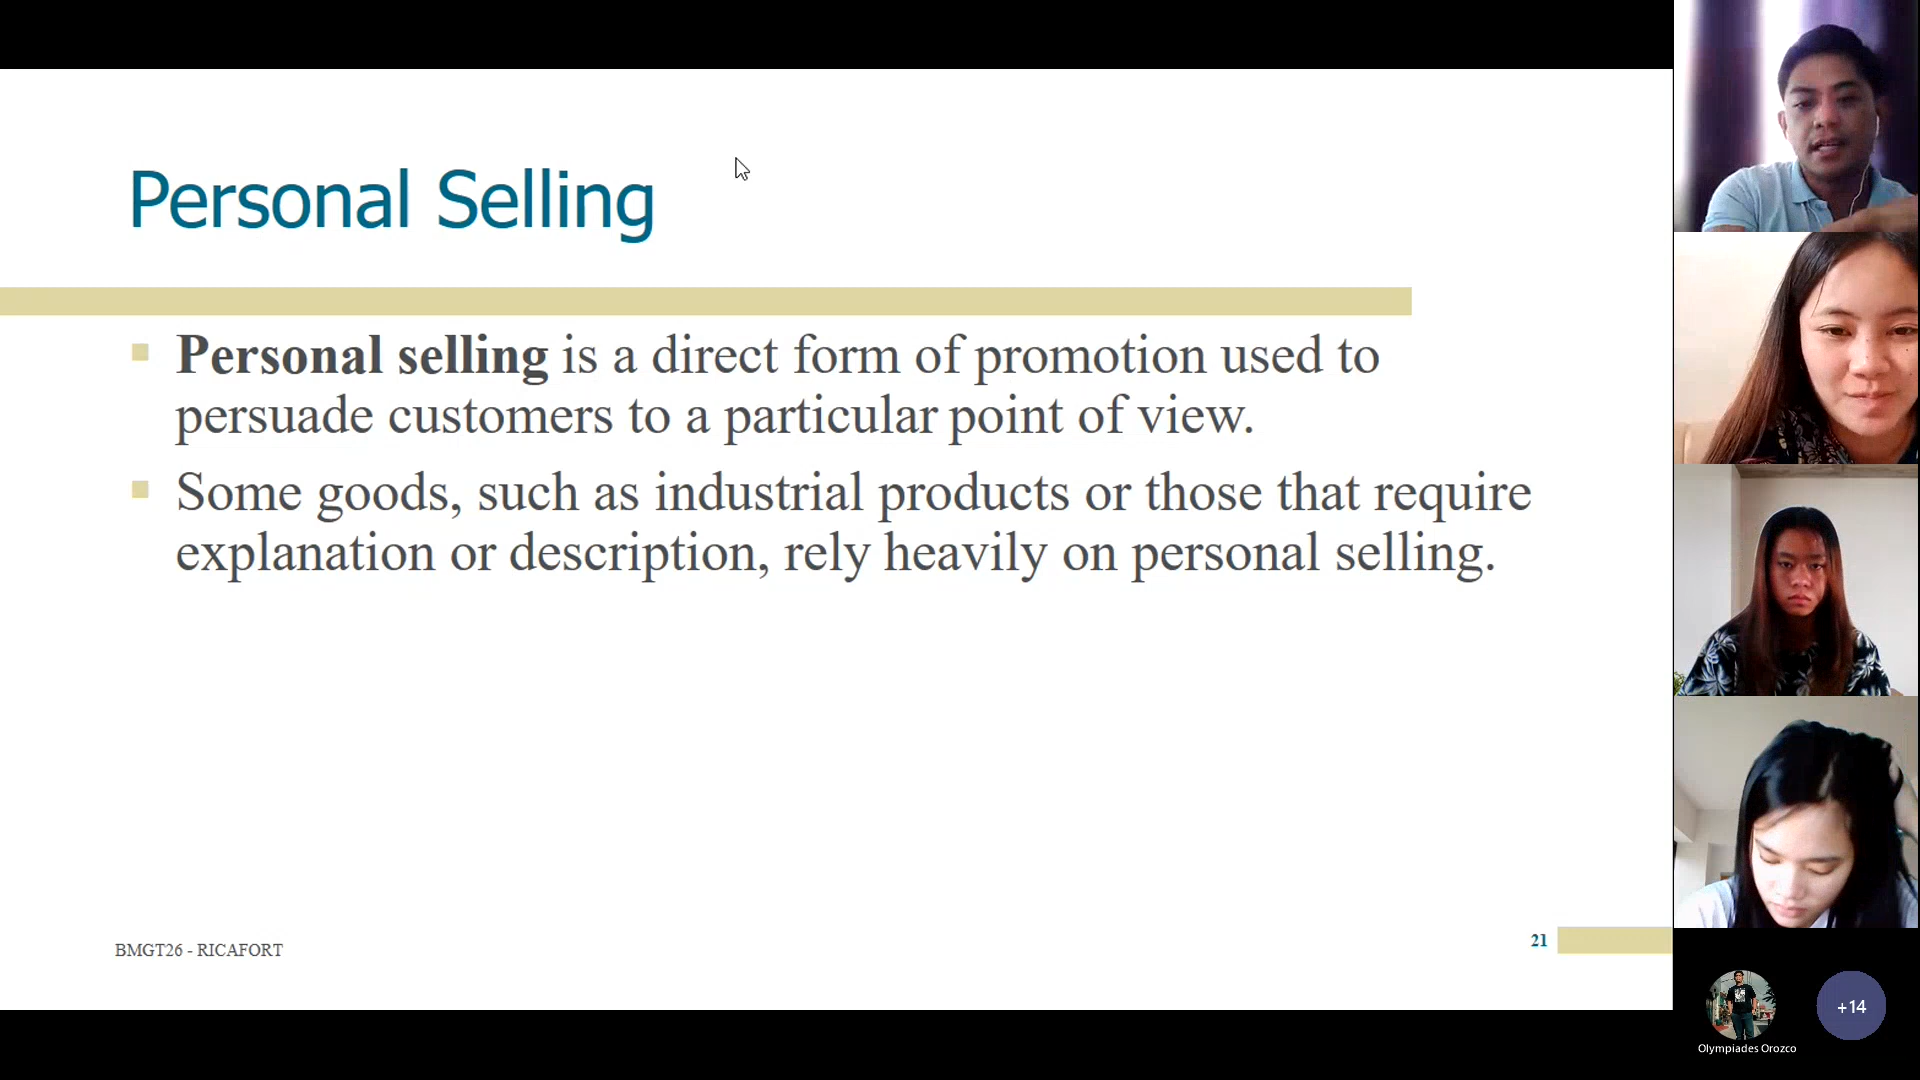 Personal Selling
Personal selling is a direct form of promotion used to
persuade customers to a particular point of view.
Some goods, such as industrial products or those that require
explanation or description, rely heavily on personal selling.
BMGT26 - RICAFORT
21
+14
Olympiades Orozco